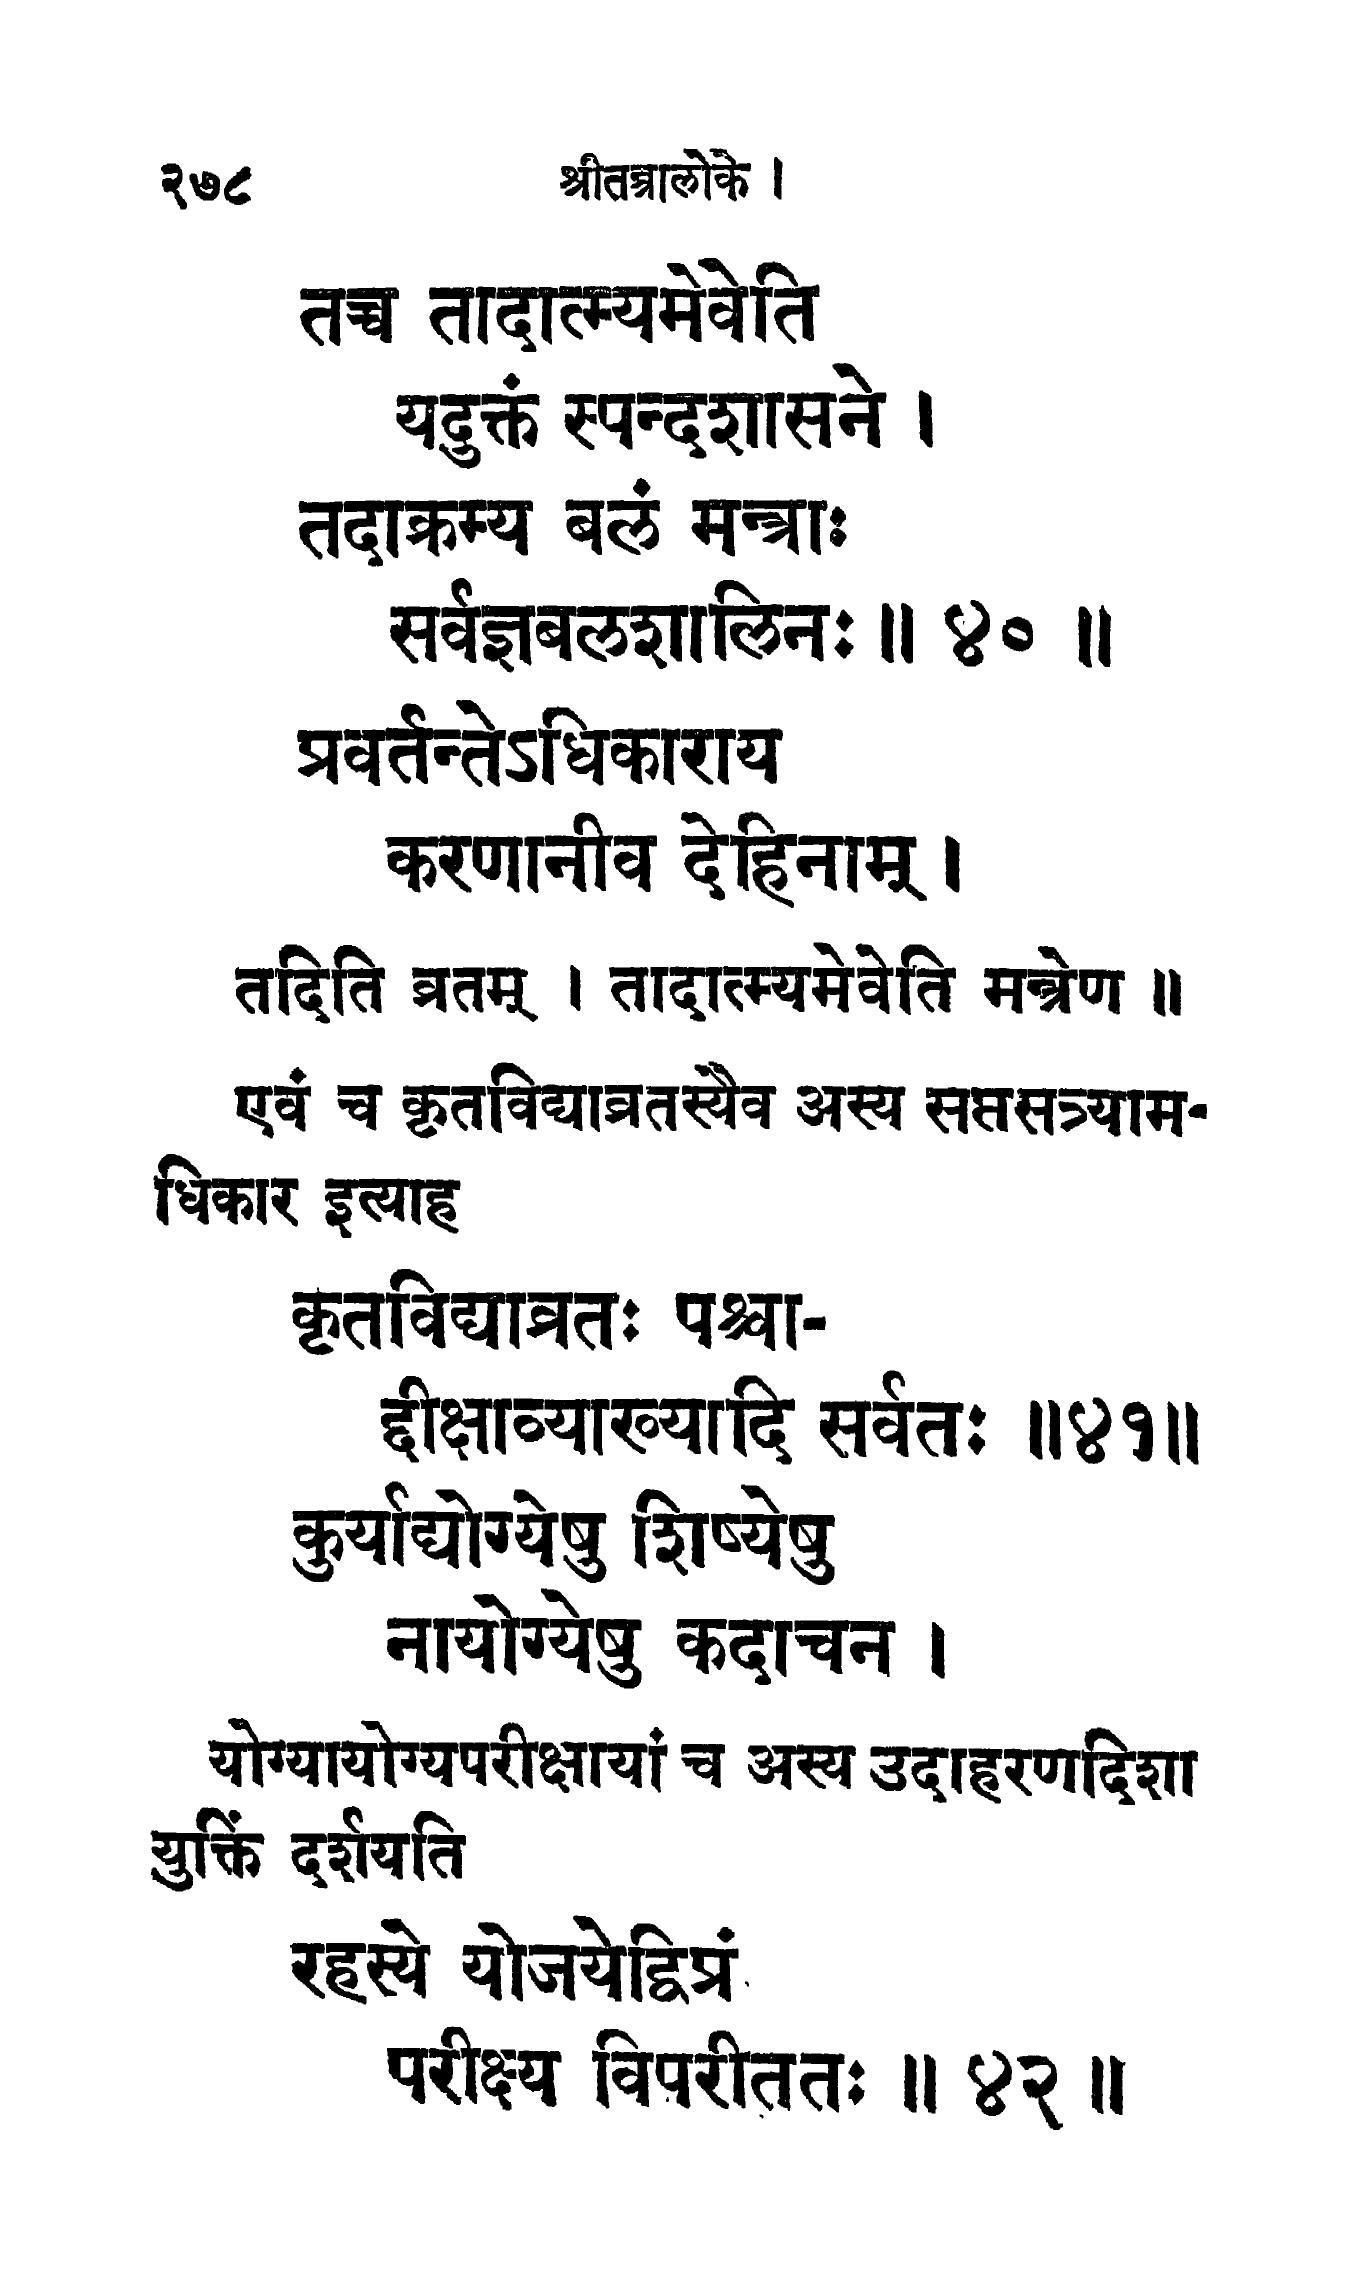 २७८ श्रीतन्त्रालोके ।
तच्च तादात्म्यमेवेति
यदुक्तं स्पन्दशासने ।
तदाक्रम्य बलं मन्त्राः
सर्वज्ञबलशालिनः ॥ ४० ॥
प्रवर्तन्तेऽधिकाराय
करणानीव देहिनाम् ।
तदिति व्रतम् । तादात्म्यमेवेति मन्त्रेण ॥
एवं च कृतविद्याव्रतस्यैव अस्य सप्तसत्र्याम-
धिकार इत्याह
कृतविद्याव्रतः पश्चा-
द्दीक्षाव्याख्यादि सर्वतः ॥४१॥
कुर्याद्योग्येषु शिष्येषु
नायोग्येषु कदाचन ।
योग्यायोग्यपरीक्षायां च अस्य उदाहरणदिशा
युक्तिं दर्शयति
रहस्ये योजयेद्विप्रं
परीक्ष्य विपरीततः ॥ ४२ ॥